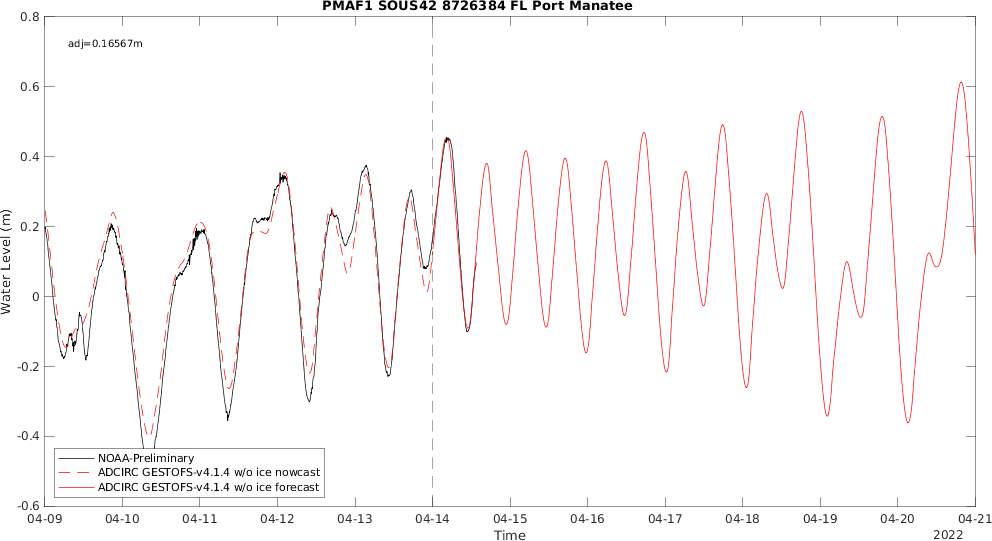 PMAF1 SOUS42 8726384 FL Port Manatee
adj=0.16567m
Water Level (m)
0.8
0.6
0.4
0.2
0
-0.2
-0.4
-0.6
NOAA-Preliminary
ADCIRC GESTOFS-v4.1.4 w/o ice nowcast
ADCIRC GESTOFS-v4.1.4 w/o ice forecast
04-09 04-10 04-11 04-12 04-13 04-14 04-15 04-16 04-17 04-18 04-19 04-20 04-21
Time
2022